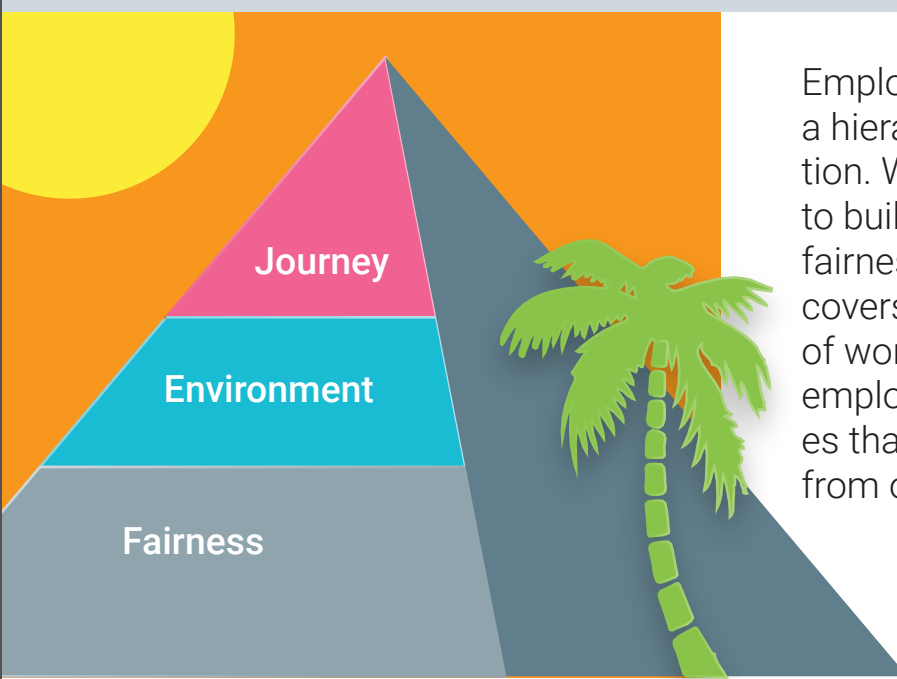 Journey
Environment
Fairness
Emplo
a hiera
tion. W
to buil
fairnes
covers
of wor
emplo
es tha
from